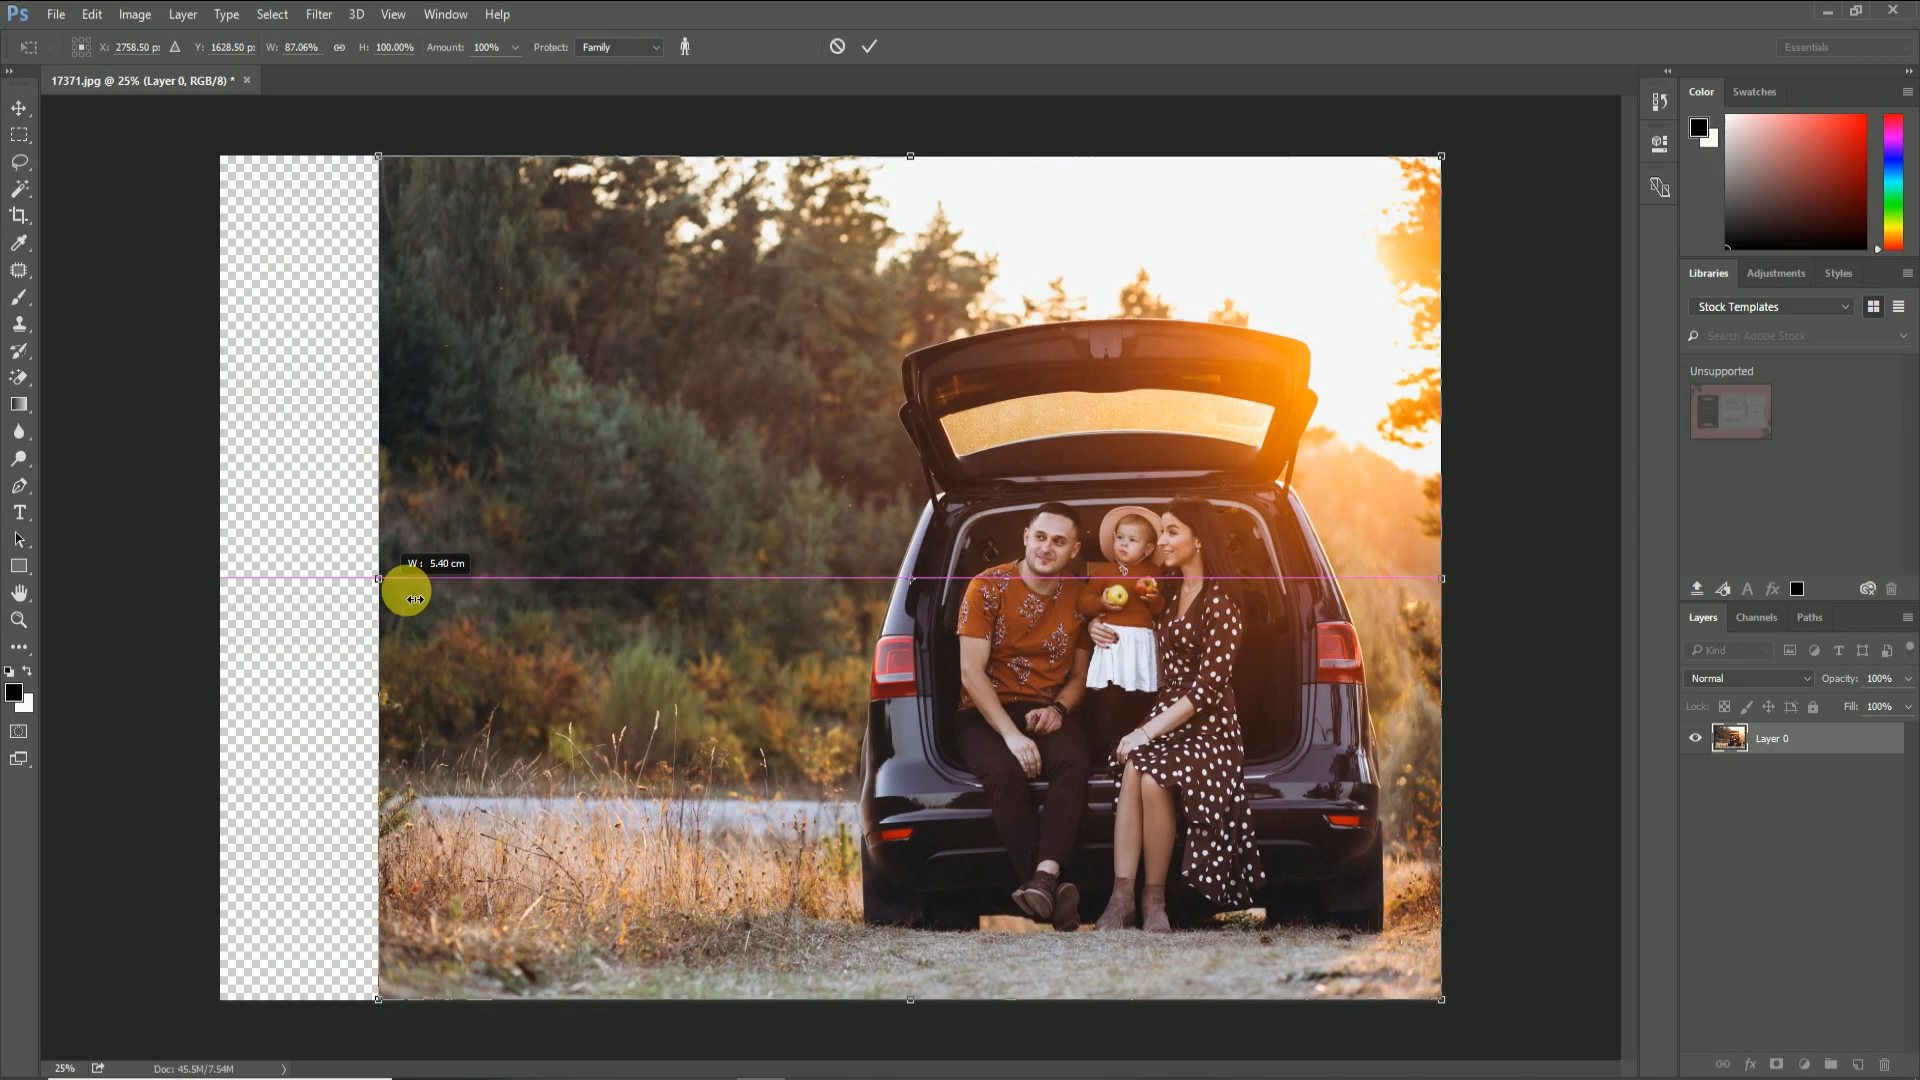 Ps File Edit Image Layer Type Select Filter 3D View Window Help
X: 2758.50 p: Y: 1628.50 p: W: 87.06% H: 100.00% Amount: 100% Protect: Family Essentials
17371.jpg @ 25% (Layer 0, RGB/8) *
Color Swatches
Libraries Adjustments Styles
Stock Templates
Search Adobe Stock
Unsupported
W : 5.40 cm
Layers Channels Paths
Kind
Normal Opacity: 100%
Lock: Fill: 100%
Layer 0
25% Doc: 45.5M/7.54M